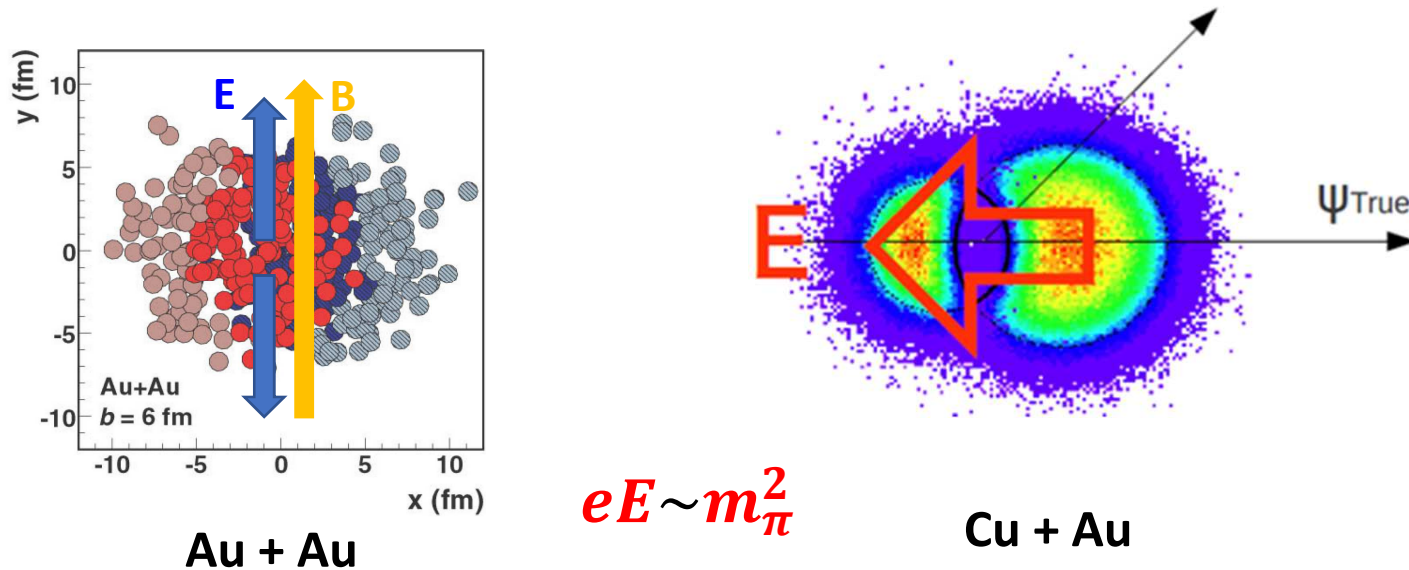 E B
y (fm)
10
5
0
-5
-10
Au+Au
b = 6 fm
-10 -5 0 5 10
x (fm)
Au + Au
eE~m_π^2
E
ΨTrue
Cu + Au